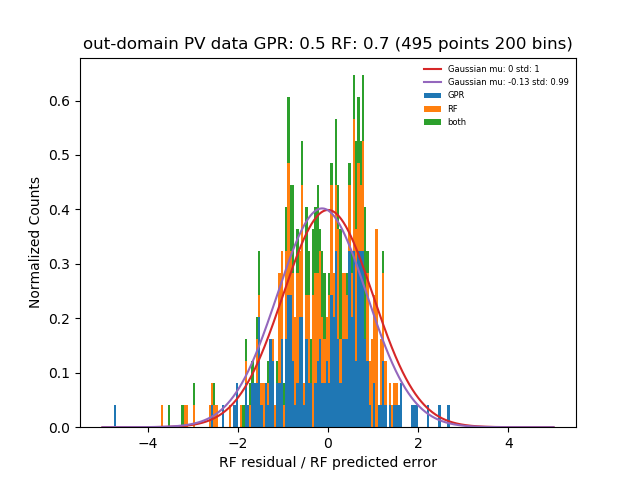 out-domain PV data GPR: 0.5 RF: 0.7 (495 points 200 bins)
Gaussian mu: 0 std: 1
Gaussian mu: -0.13 std: 0.99
GPR
RF
both
Normalized Counts
0.6
0.5
0.4
0.3
0.2
0.1
0.0
−4
−2
0
2
4
RF residual / RF predicted error